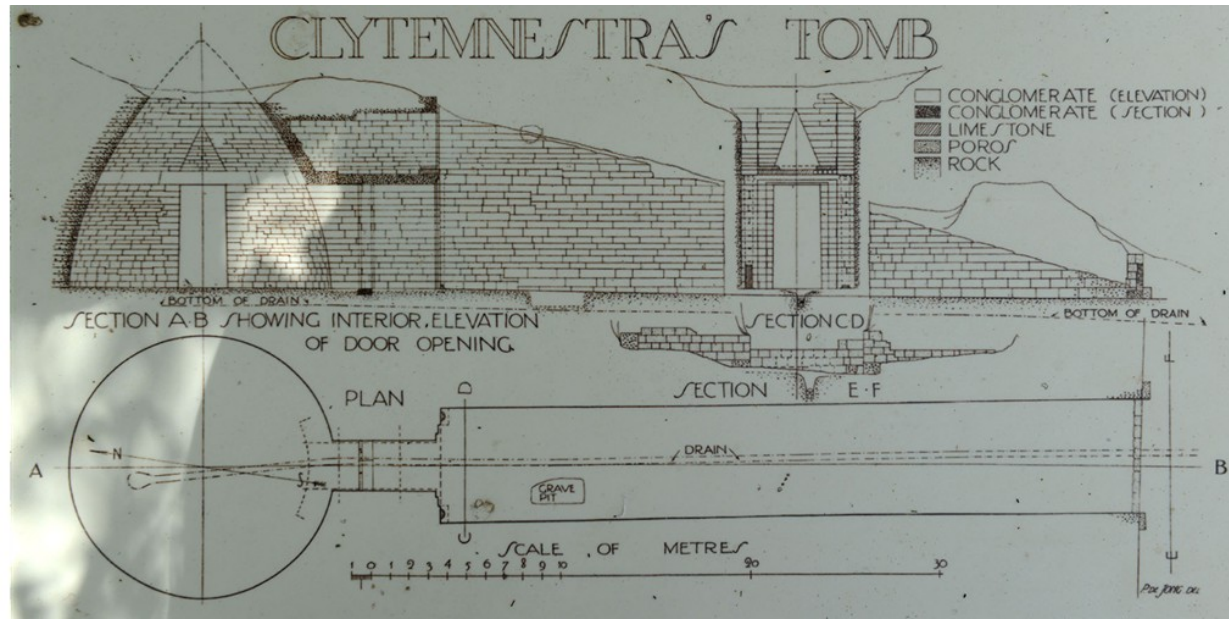 CLYTEMNESTRA'S TOMB
CONGLOMERATE (ELEVATION)
CONGLOMERATE (SECTION)
LIMESTONE
POROS
ROCK
BOTTOM OF DRAIN
SECTION A·B SHOWING INTERIOR ELEVATION
OF DOOR OPENING
SECTION C D
BOTTOM OF DRAIN
SECTION E·F
PLAN
D
F
A
N
S
DRAIN
B
GRAVE
PIT
C
E
SCALE OF METRES
1 0 1 2 3 4 5 6 7 8 9 10 20 30
P. DE JONG DEL